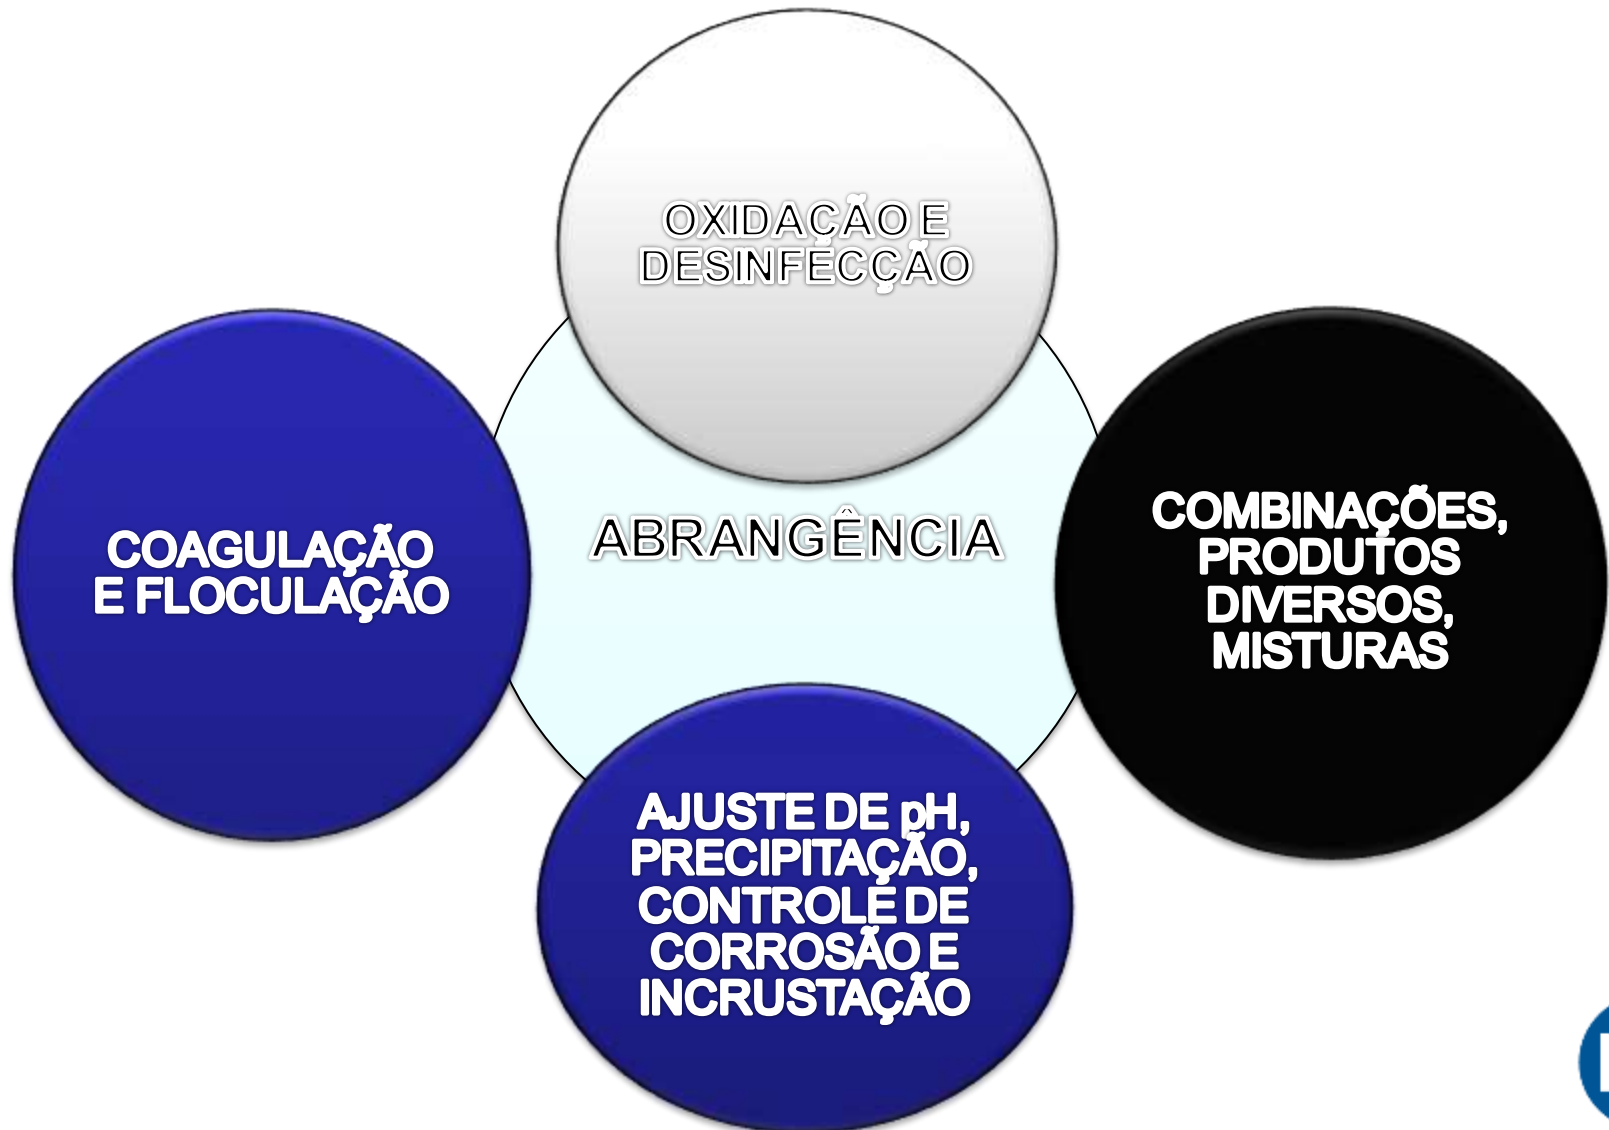 OXIDAÇÃO E
DESINFECÇÃO
COAGULAÇÃO
E FLOCULAÇÃO
ABRANGÊNCIA
COMBINAÇÕES,
PRODUTOS
DIVERSOS,
MISTURAS
AJUSTE DE pH,
PRECIPITAÇÃO,
CONTROLE DE
CORROSÃO E
INCRUSTAÇÃO